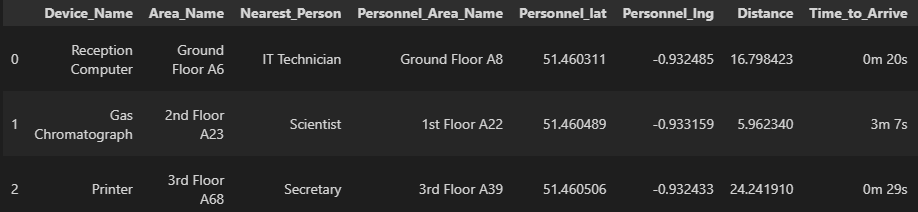 Device_Name Area_Name Nearest_Person Personnel_Area_Name Personnel_lat Personnel_lng Distance Time_to_Arrive
0 Reception Computer Ground Floor A6 IT Technician Ground Floor A8 51.460311 -0.932485 16.798423 0m 20s
1 Gas Chromatograph 2nd Floor A23 Scientist 1st Floor A22 51.460489 -0.933159 5.962340 3m 7s
2 Printer 3rd Floor A68 Secretary 3rd Floor A39 51.460506 -0.932433 24.241910 0m 29s